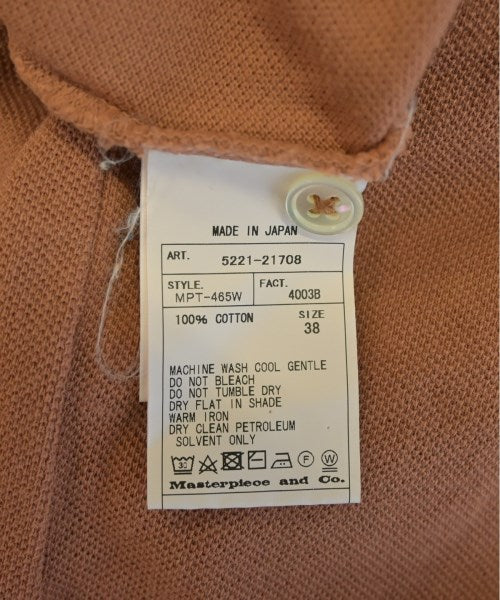 MADE IN JAPAN
ART. 5221-21708
STYLE. FACT.
MPT-465W 4003B
100% COTTON SIZE
38
MACHINE WASH COOL GENTLE
DO NOT BLEACH
DO NOT TUMBLE DRY
DRY FLAT IN SHADE
WARM IRON
DRY CLEAN PETROLEUM
SOLVENT ONLY
30 F W
Masterpiece and Co.